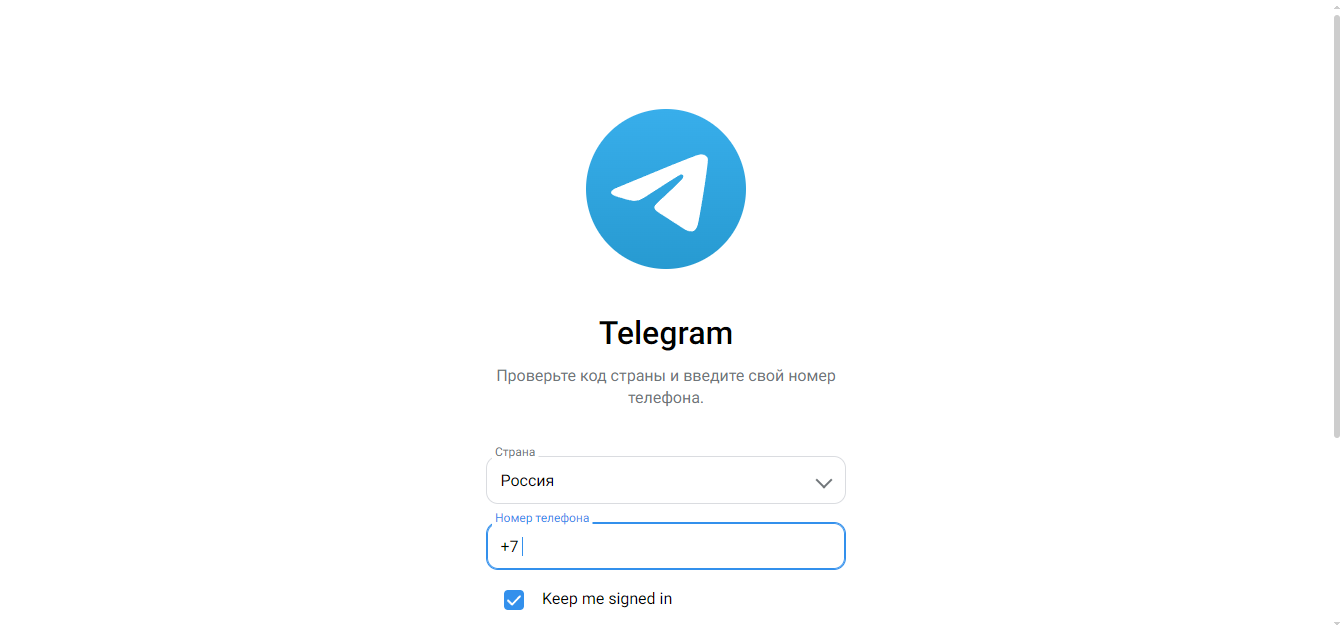 Telegram
Проверьте код страны и введите свой номер
телефона.
Страна
Россия
Номер телефона
+7
Keep me signed in